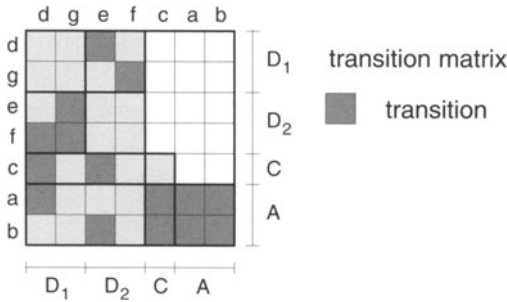 d g e f c a b
d
g
e
f
c
a
b
D1
D2
C
A
transition matrix
transition
D1 D2 C A